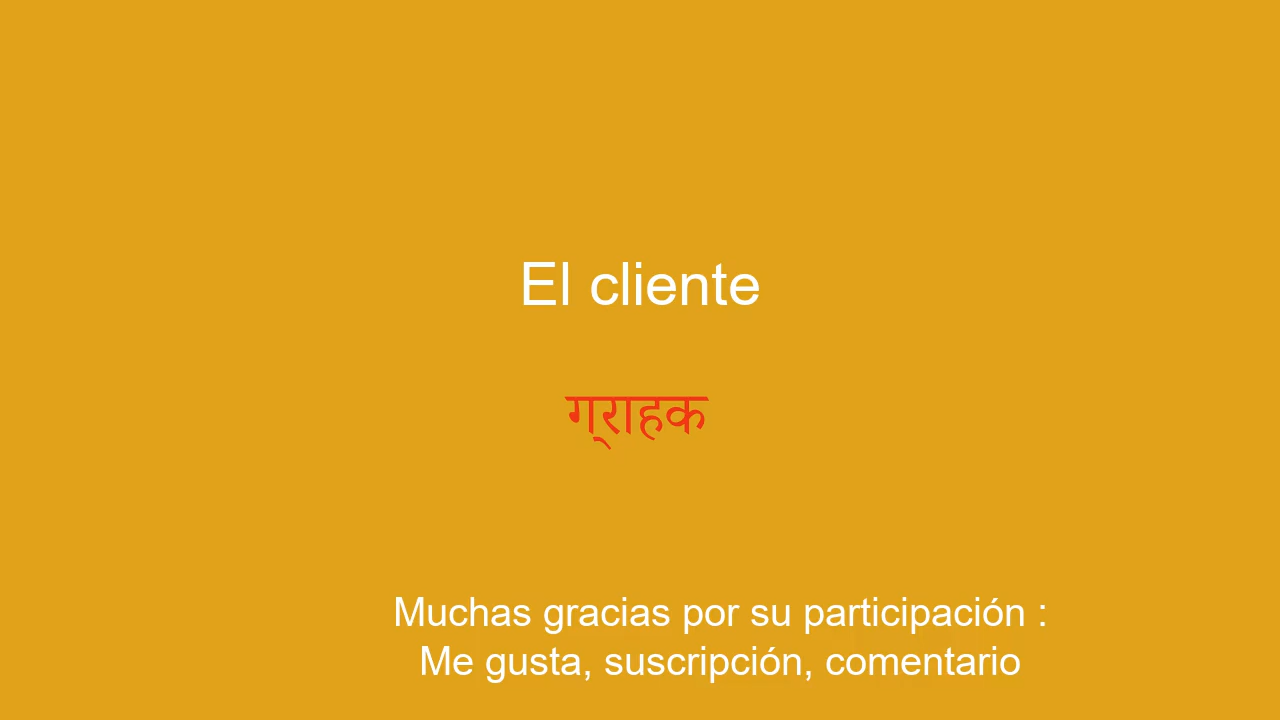 El cliente
ग्राहक
Muchas gracias por su participación :
Me gusta, suscripción, comentario